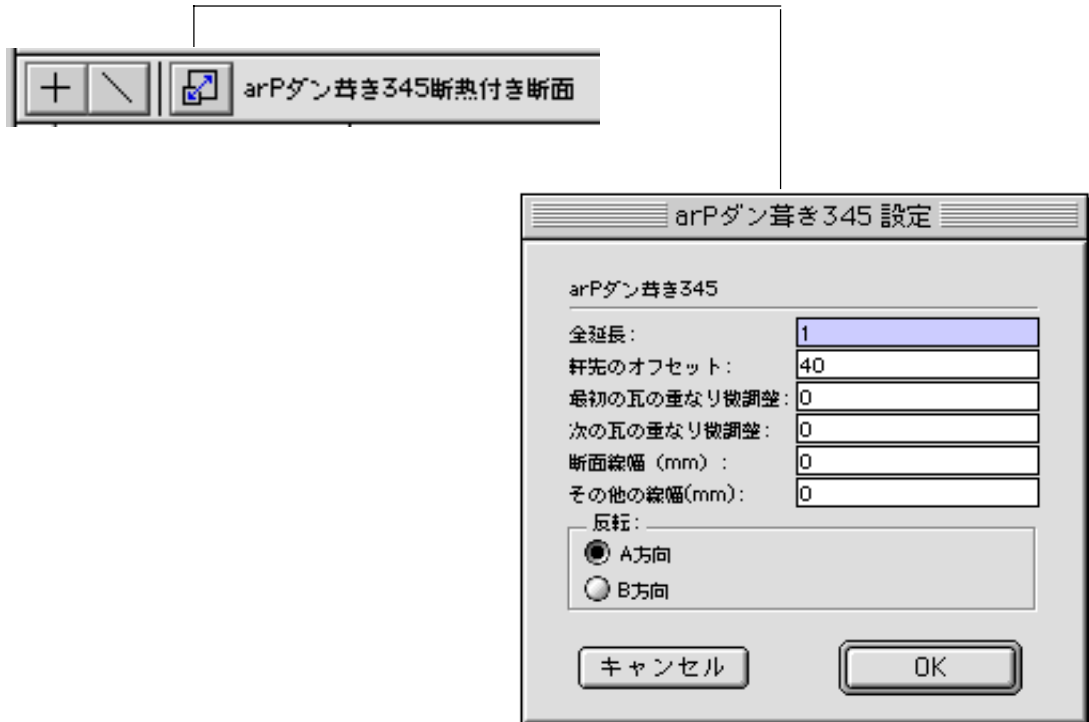 arPダン葺き345断熱付き断面
arPダン葺き345 設定
arPダン葺き345
全延長：
1
軒先のオフセット：
40
最初の瓦の重なり微調整：
0
次の瓦の重なり微調整：
0
断面線幅（mm）：
0
その他の線幅(mm)：
0
反転：
A方向
B方向
キャンセル
OK